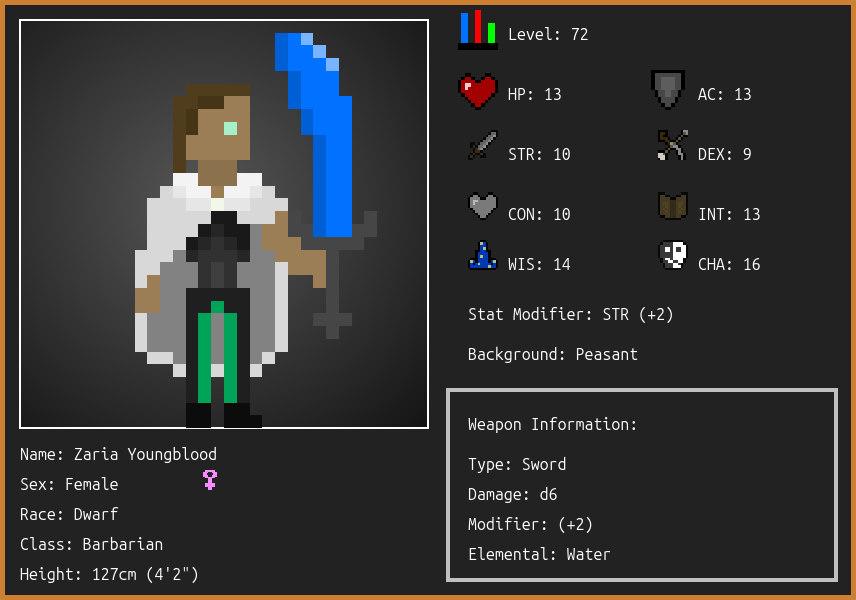 Level: 72
HP: 13
AC: 13
STR: 10
DEX: 9
CON: 10
INT: 13
WIS: 14
CHA: 16
Stat Modifier: STR (+2)
Background: Peasant
Weapon Information:
Type: Sword
Damage: d6
Modifier: (+2)
Elemental: Water
Name: Zaria Youngblood
Sex: Female
Race: Dwarf
Class: Barbarian
Height: 127cm (4'2")